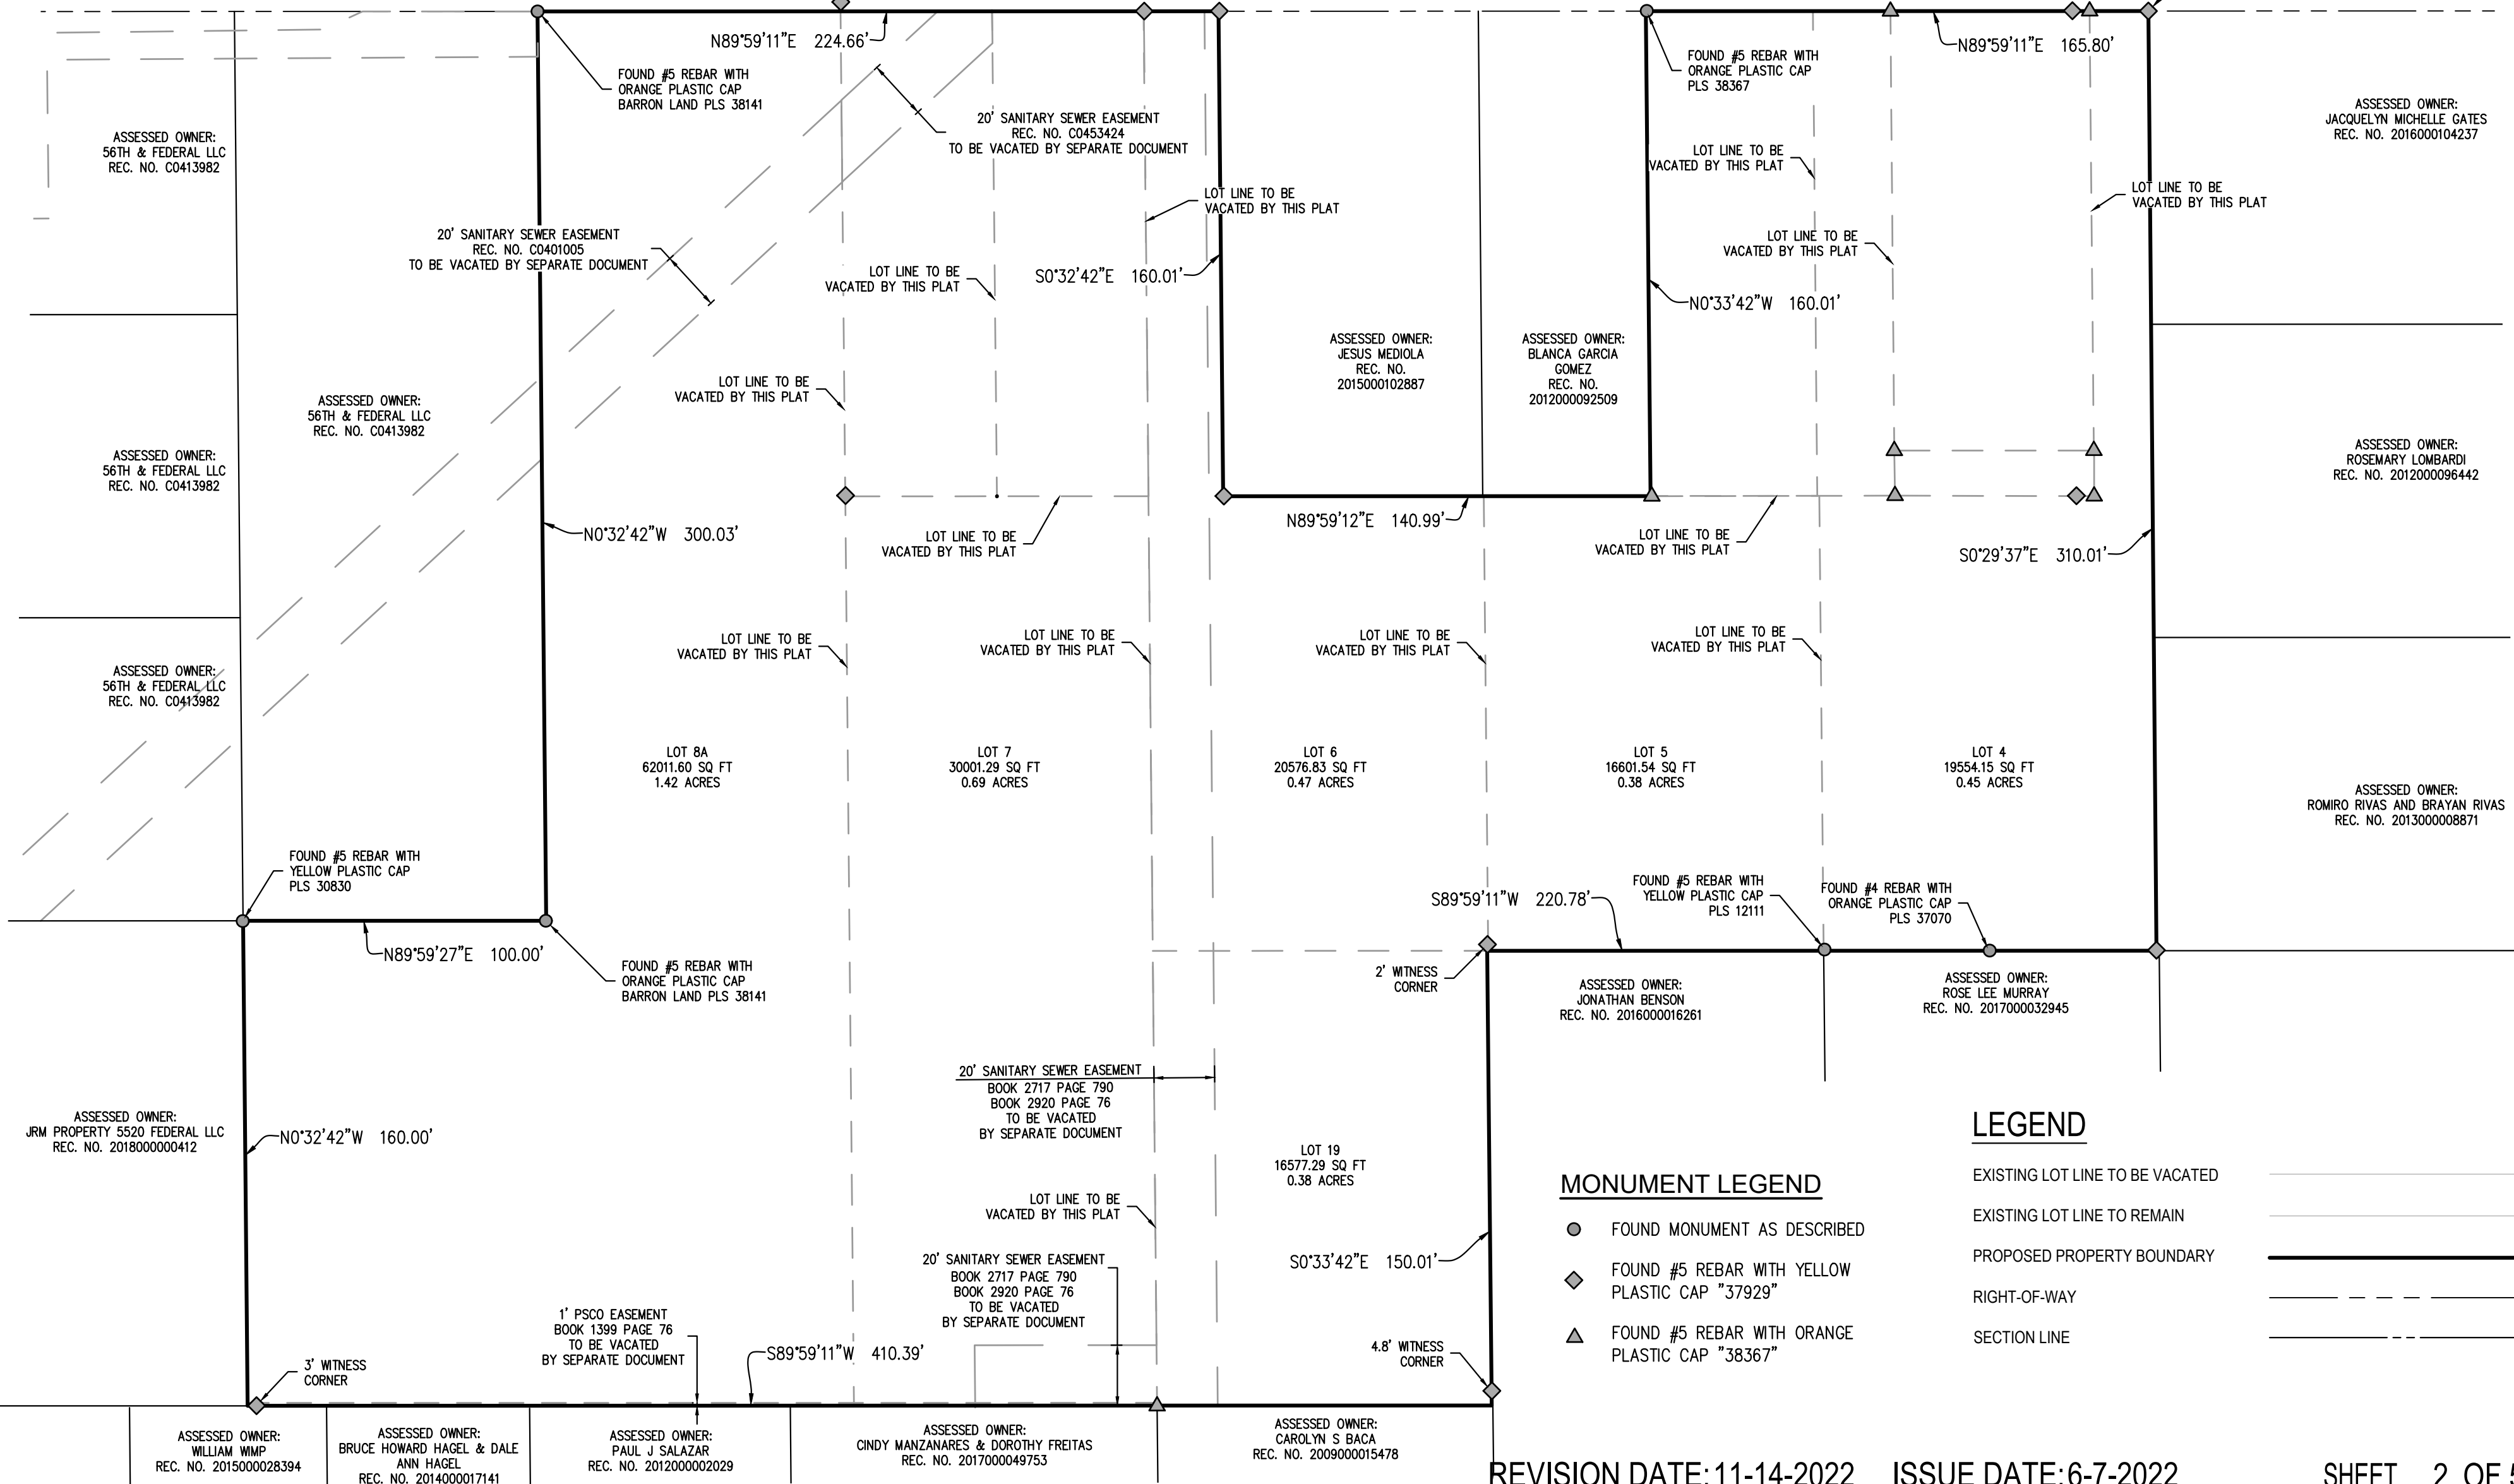 N89°59'11"E 224.66'
N89°59'11"E 165.80'
FOUND #5 REBAR WITH
ORANGE PLASTIC CAP
BARRON LAND PLS 38141
FOUND #5 REBAR WITH
ORANGE PLASTIC CAP
PLS 38367
ASSESSED OWNER:
JACQUELYN MICHELLE GATES
REC. NO. 2016000104237
ASSESSED OWNER:
56TH & FEDERAL LLC
REC. NO. C0413982
20' SANITARY SEWER EASEMENT
REC. NO. C0453424
TO BE VACATED BY SEPARATE DOCUMENT
LOT LINE TO BE
VACATED BY THIS PLAT
LOT LINE TO BE
VACATED BY THIS PLAT
LOT LINE TO BE
VACATED BY THIS PLAT
20' SANITARY SEWER EASEMENT
REC. NO. C0401005
TO BE VACATED BY SEPARATE DOCUMENT
LOT LINE TO BE
VACATED BY THIS PLAT
S0°32'42"E 160.01'
LOT LINE TO BE
VACATED BY THIS PLAT
N0°33'42"W 160.01'
ASSESSED OWNER:
JESUS MEDIOLA
REC. NO.
2015000102887
ASSESSED OWNER:
BLANCA GARCIA
GOMEZ
REC. NO.
2012000092509
LOT LINE TO BE
VACATED BY THIS PLAT
ASSESSED OWNER:
56TH & FEDERAL LLC
REC. NO. C0413982
ASSESSED OWNER:
56TH & FEDERAL LLC
REC. NO. C0413982
ASSESSED OWNER:
ROSEMARY LOMBARDI
REC. NO. 2012000096442
N0°32'42"W 300.03'
LOT LINE TO BE
VACATED BY THIS PLAT
N89°59'12"E 140.99'
LOT LINE TO BE
VACATED BY THIS PLAT
S0°29'37"E 310.01'
LOT LINE TO BE
VACATED BY THIS PLAT
LOT LINE TO BE
VACATED BY THIS PLAT
LOT LINE TO BE
VACATED BY THIS PLAT
LOT LINE TO BE
VACATED BY THIS PLAT
ASSESSED OWNER:
56TH & FEDERAL LLC
REC. NO. C0413982
LOT 8A
62011.60 SQ FT
1.42 ACRES
LOT 7
30001.29 SQ FT
0.69 ACRES
LOT 6
20576.83 SQ FT
0.47 ACRES
LOT 5
16601.54 SQ FT
0.38 ACRES
LOT 4
19554.15 SQ FT
0.45 ACRES
ASSESSED OWNER:
ROMIRO RIVAS AND BRAYAN RIVAS
REC. NO. 2013000008871
FOUND #5 REBAR WITH
YELLOW PLASTIC CAP
PLS 30830
S89°59'11"W 220.78'
FOUND #5 REBAR WITH
YELLOW PLASTIC CAP
PLS 12111
FOUND #4 REBAR WITH
ORANGE PLASTIC CAP
PLS 37070
N89°59'27"E 100.00'
FOUND #5 REBAR WITH
ORANGE PLASTIC CAP
BARRON LAND PLS 38141
2' WITNESS
CORNER
ASSESSED OWNER:
JONATHAN BENSON
REC. NO. 2016000016261
ASSESSED OWNER:
ROSE LEE MURRAY
REC. NO. 2017000032945
20' SANITARY SEWER EASEMENT
BOOK 2717 PAGE 790
BOOK 2920 PAGE 76
TO BE VACATED
BY SEPARATE DOCUMENT
ASSESSED OWNER:
JRM PROPERTY 5520 FEDERAL LLC
REC. NO. 2018000000412
N0°32'42"W 160.00'
LOT 19
16577.29 SQ FT
0.38 ACRES
LOT LINE TO BE
VACATED BY THIS PLAT
S0°33'42"E 150.01'
20' SANITARY SEWER EASEMENT
BOOK 2717 PAGE 790
BOOK 2920 PAGE 76
TO BE VACATED
BY SEPARATE DOCUMENT
1' PSCO EASEMENT
BOOK 1399 PAGE 76
TO BE VACATED
BY SEPARATE DOCUMENT
S89°59'11"W 410.39'
3' WITNESS
CORNER
4.8' WITNESS
CORNER
MONUMENT LEGEND
FOUND MONUMENT AS DESCRIBED
FOUND #5 REBAR WITH YELLOW
PLASTIC CAP "37929"
FOUND #5 REBAR WITH ORANGE
PLASTIC CAP "38367"
LEGEND
EXISTING LOT LINE TO BE VACATED
EXISTING LOT LINE TO REMAIN
PROPOSED PROPERTY BOUNDARY
RIGHT-OF-WAY
SECTION LINE
ASSESSED OWNER:
WILLIAM WIMP
REC. NO. 2015000028394
ASSESSED OWNER:
BRUCE HOWARD HAGEL & DALE
ANN HAGEL
REC. NO. 2014000017141
ASSESSED OWNER:
PAUL J SALAZAR
REC. NO. 2012000002029
ASSESSED OWNER:
CINDY MANZANARES & DOROTHY FREITAS
REC. NO. 2017000049753
ASSESSED OWNER:
CAROLYN S BACA
REC. NO. 2009000015478
REVISION DATE: 11-14-2022 ISSUE DATE: 6-7-2022 SHEET 2 OF